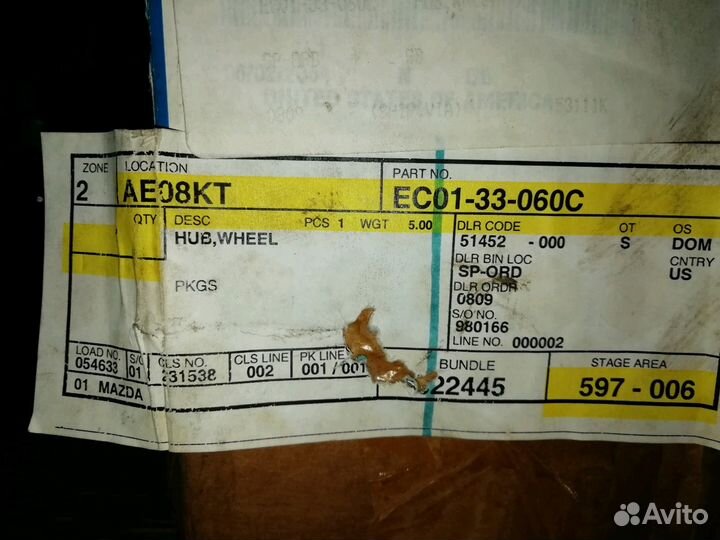 UNITED STATES OF AMERICA
ZONE LOCATION PART NO.
2 AE08KT EC01-33-060C
QTY DESC PCS 1 WGT 5.00 DLR CODE OT OS
HUB,WHEEL 51452 - 000 S DOM
DLR BIN LOC CNTRY
SP-ORD US
PKGS DLR ORDR
0809
S/O NO.
980166
LINE NO. 000002
LOAD NO. CLS NO. CLS LINE PK LINE BUNDLE STAGE AREA
054633 01 231538 002 001 / 001 22445 597 - 006
01 MAZDA
Avito